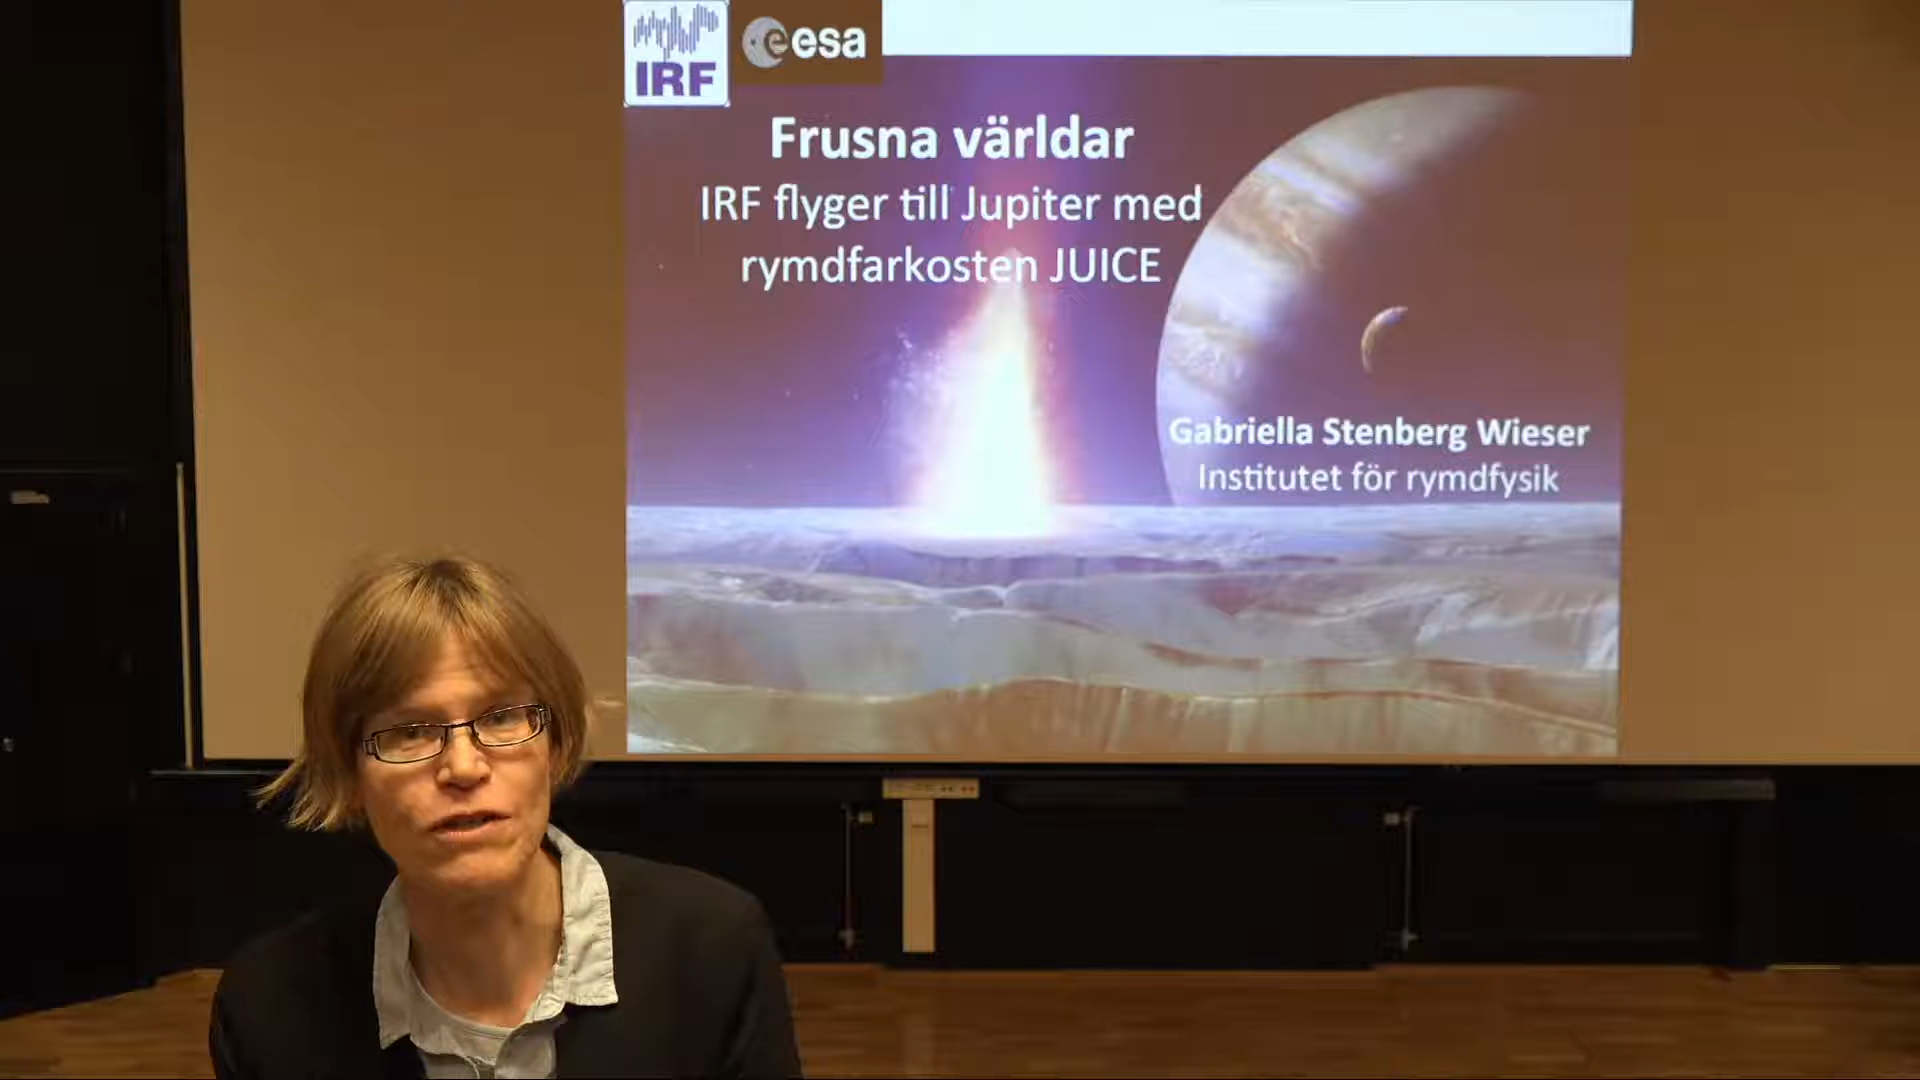 IRF
esa
Frusna världar
IRF flyger till Jupiter med
rymdfarkosten JUICE
Gabriella Stenberg Wieser
Institutet för rymdfysik